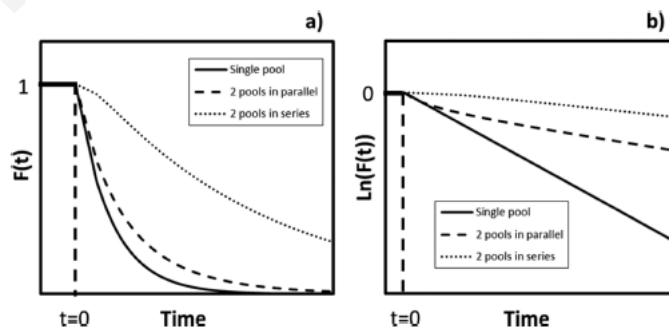 a)
1
F(t)
Single pool
2 pools in parallel
2 pools in series
t=0
Time
b)
0
Ln(F(t))
Single pool
2 pools in parallel
2 pools in series
t=0
Time